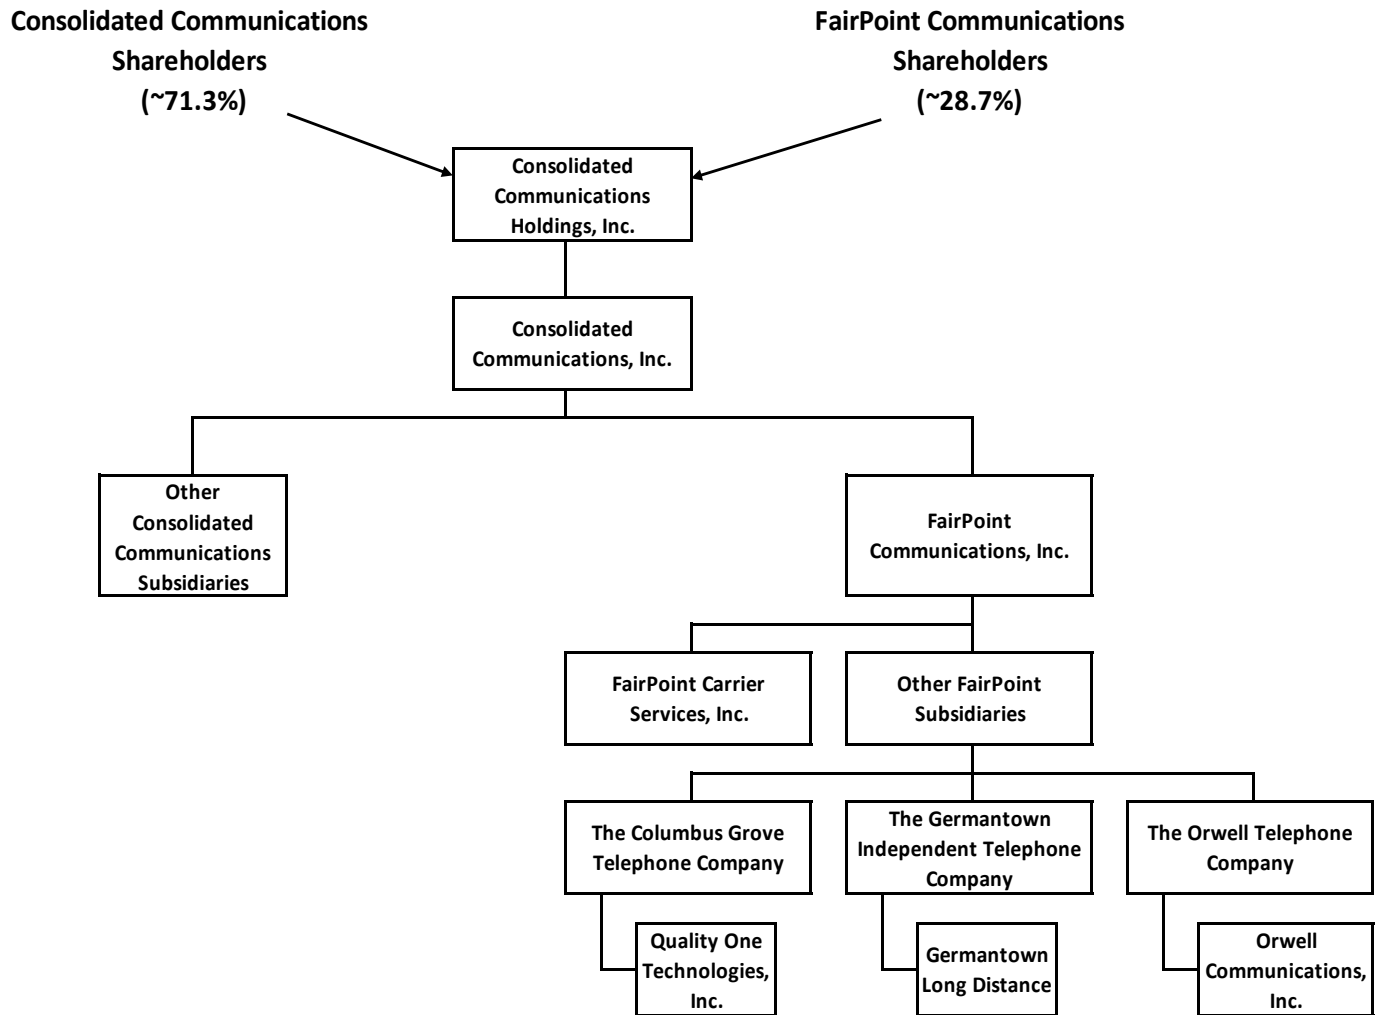 Consolidated Communications
Shareholders
(~71.3%)
FairPoint Communications
Shareholders
(~28.7%)
Consolidated
Communications
Holdings, Inc.
Consolidated
Communications, Inc.
Other
Consolidated
Communications
Subsidiaries
FairPoint
Communications, Inc.
FairPoint Carrier
Services, Inc.
Other FairPoint
Subsidiaries
The Columbus Grove
Telephone Company
The Germantown
Independent Telephone
Company
The Orwell Telephone
Company
Quality One
Technologies,
Inc.
Germantown
Long Distance
Orwell
Communications,
Inc.